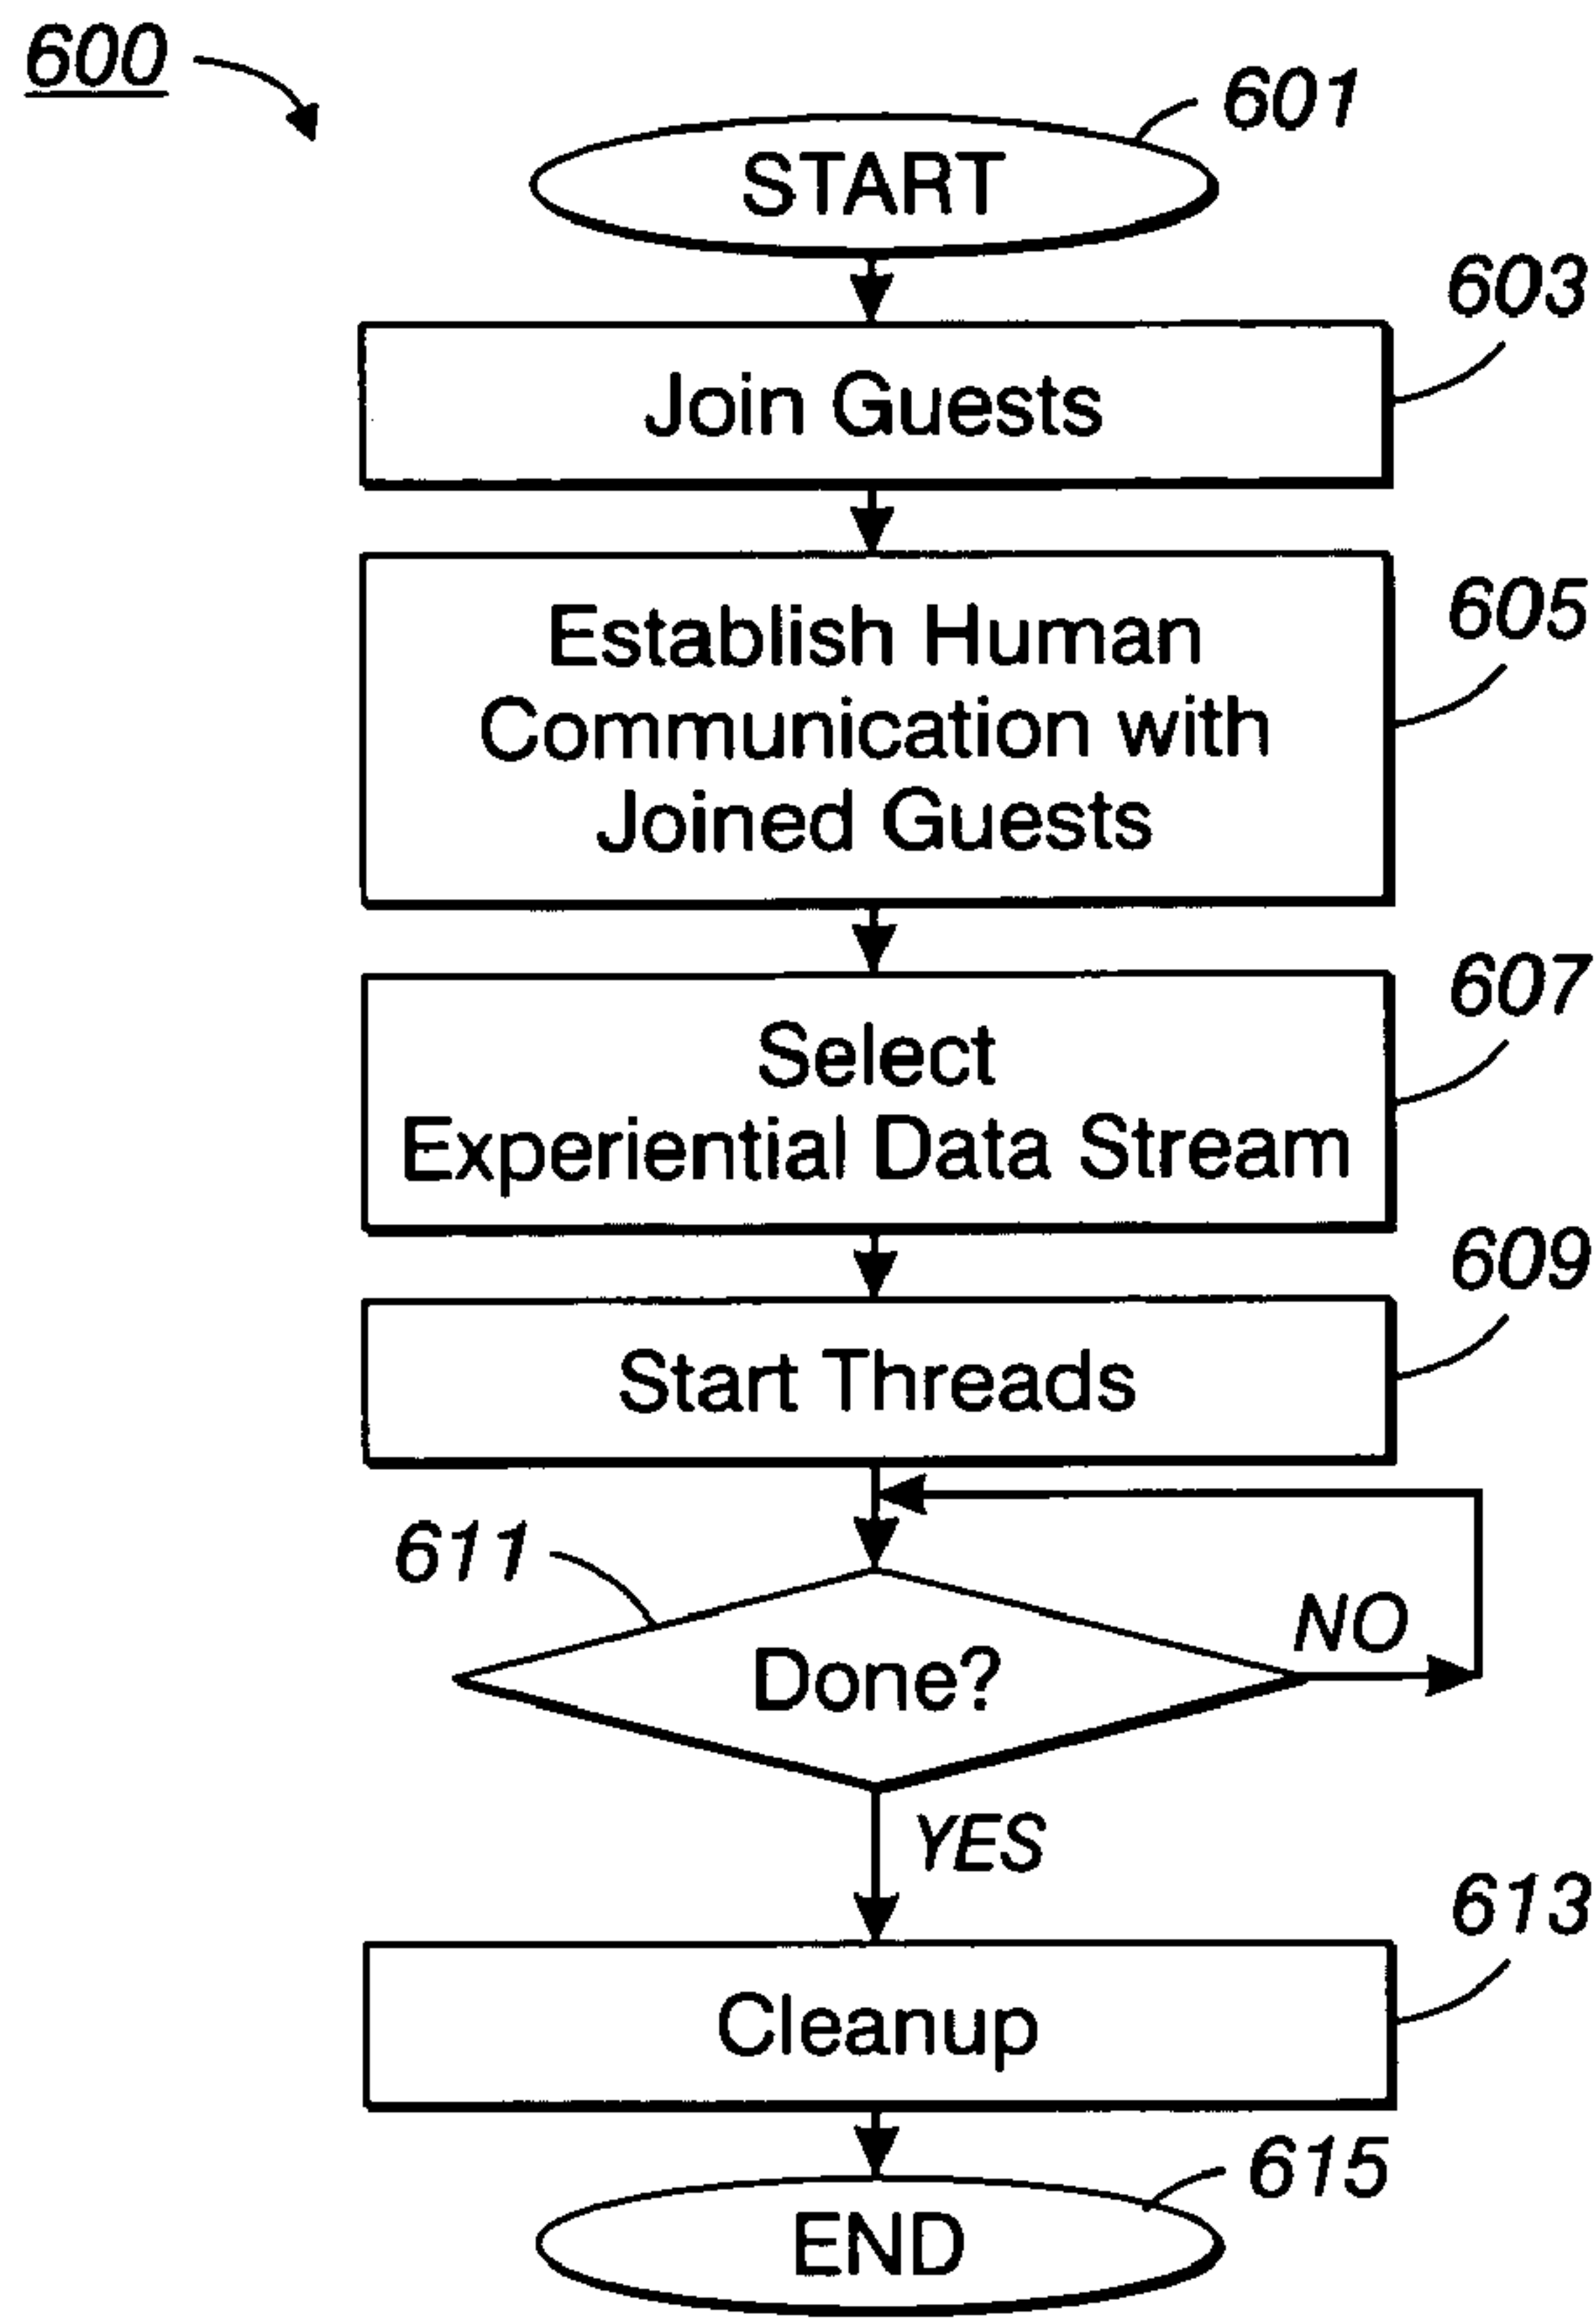 600
601
START
603
Join Guests
605
Establish Human
Communication with
Joined Guests
607
Select
Experiential Data Stream
609
Start Threads
611
NO
Done?
YES
613
Cleanup
615
END